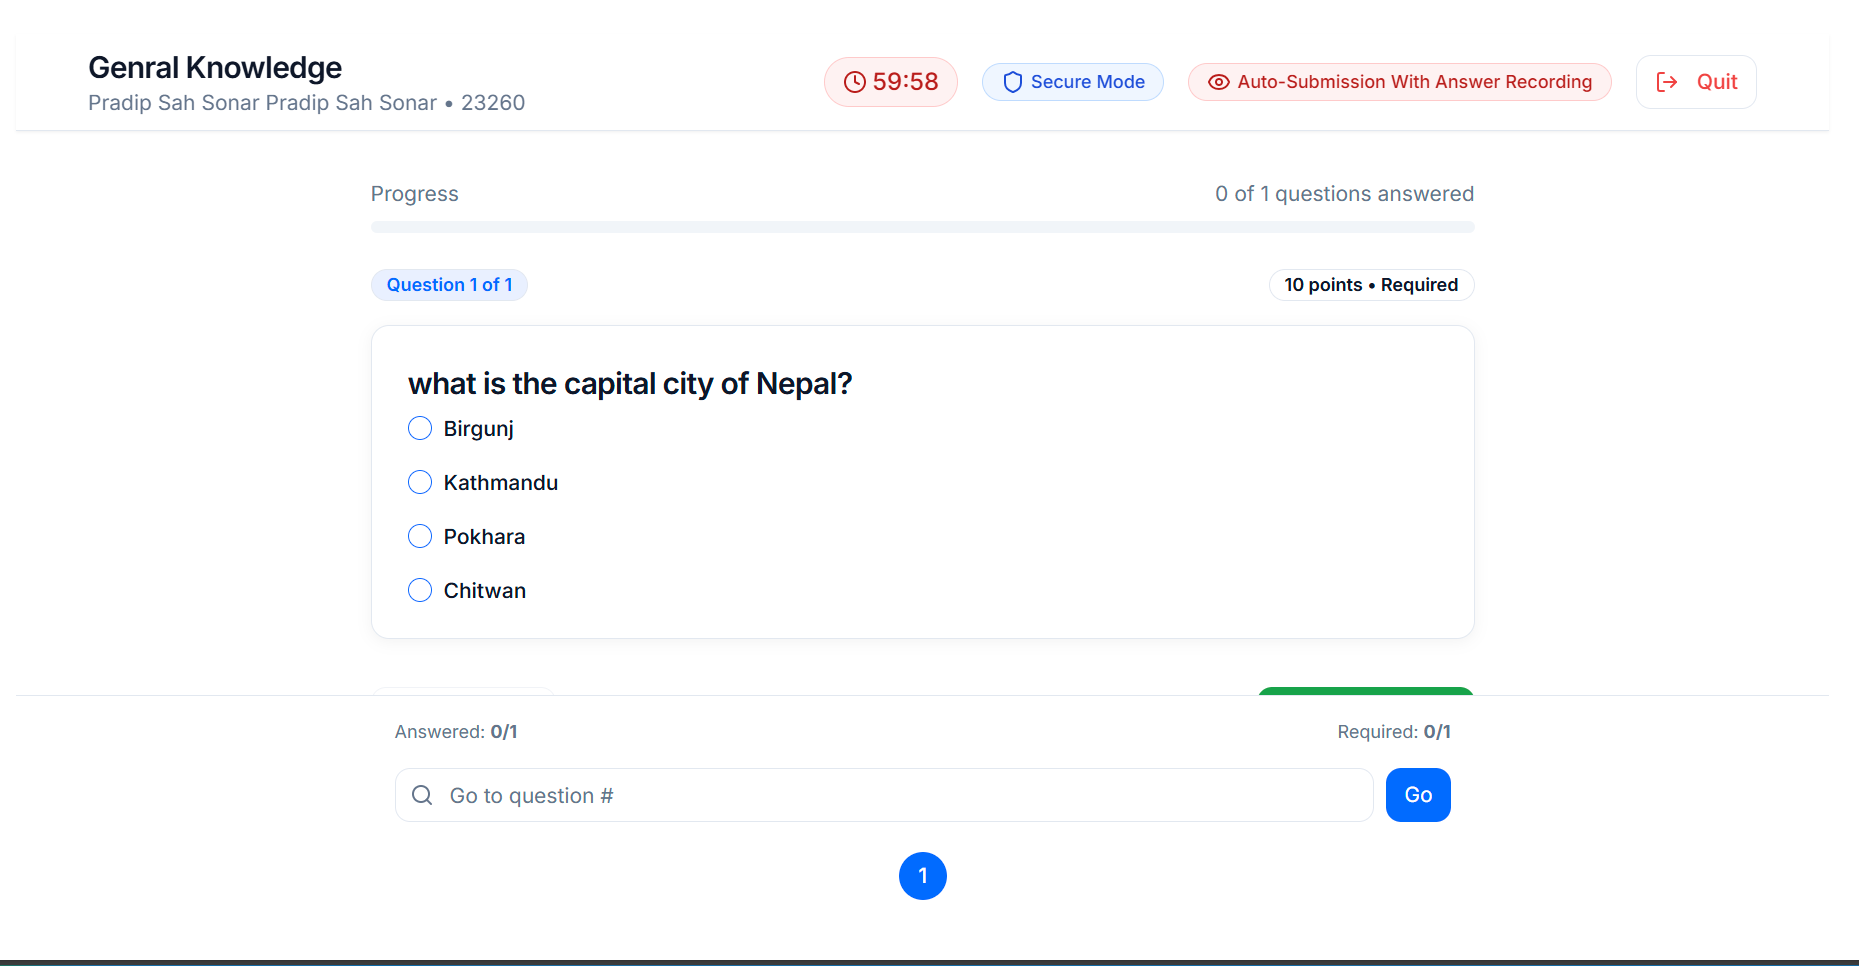 Genral Knowledge
Pradip Sah Sonar Pradip Sah Sonar • 23260
59:58
Secure Mode
Auto-Submission With Answer Recording
Quit
Progress
0 of 1 questions answered
Question 1 of 1
10 points • Required
what is the capital city of Nepal?
Birgunj
Kathmandu
Pokhara
Chitwan
Answered: 0/1
Required: 0/1
Go to question #
Go
1